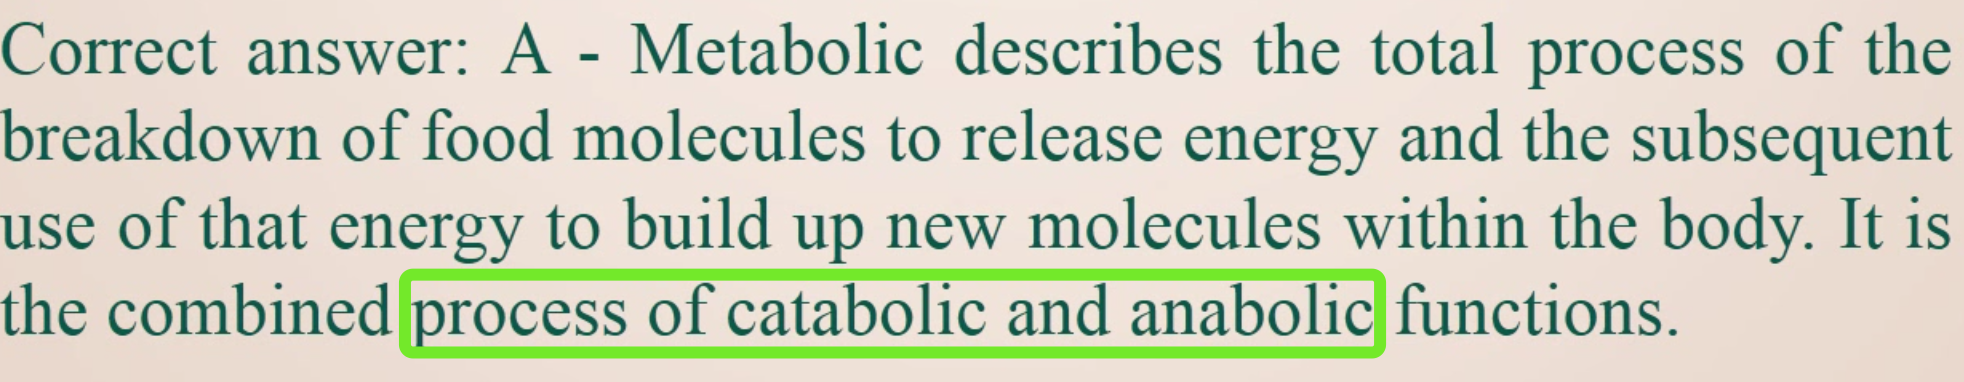 Correct answer: A - Metabolic describes the total process of the
breakdown of food molecules to release energy and the subsequent
use of that energy to build up new molecules within the body. It is
the combined process of catabolic and anabolic functions.